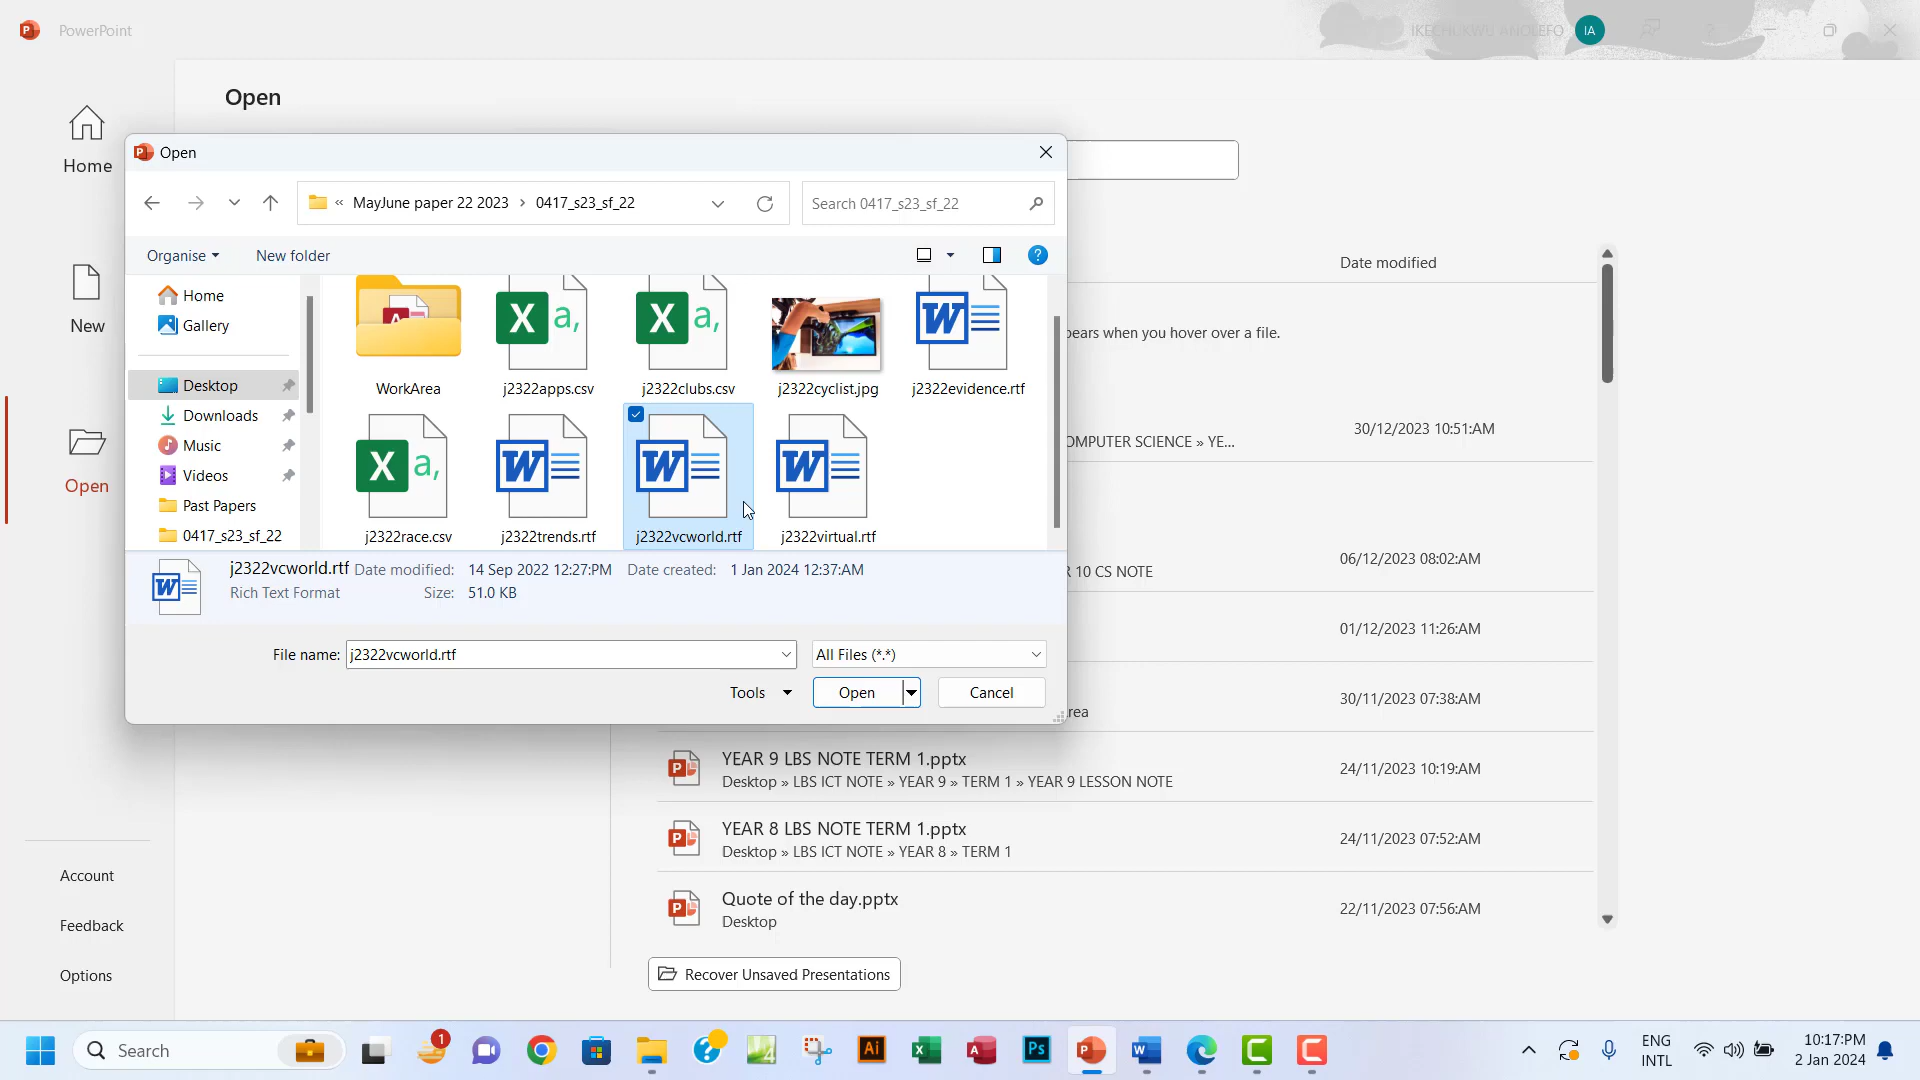 PowerPoint
IKECHUKWU ANOLEFO
IA
Home
New
Open
Account
Feedback
Options
Open
Date modified
pears when you hover over a file.
30/12/2023 10:51:AM
OMPUTER SCIENCE » YE...
06/12/2023 08:02:AM
R 10 CS NOTE
01/12/2023 11:26:AM
30/11/2023 07:38:AM
rea
YEAR 9 LBS NOTE TERM 1.pptx
Desktop » LBS ICT NOTE » YEAR 9 » TERM 1 » YEAR 9 LESSON NOTE
24/11/2023 10:19:AM
YEAR 8 LBS NOTE TERM 1.pptx
Desktop » LBS ICT NOTE » YEAR 8 » TERM 1
24/11/2023 07:52:AM
Quote of the day.pptx
Desktop
22/11/2023 07:56:AM
Recover Unsaved Presentations
Open
« MayJune paper 22 2023 › 0417_s23_sf_22
Search 0417_s23_sf_22
Organise
New folder
Home
Gallery
Desktop
Downloads
Music
Videos
Past Papers
0417_s23_sf_22
WorkArea
j2322apps.csv
j2322clubs.csv
j2322cyclist.jpg
j2322evidence.rtf
j2322race.csv
j2322trends.rtf
j2322vcworld.rtf
j2322virtual.rtf
j2322vcworld.rtf Date modified: 14 Sep 2022 12:27:PM Date created: 1 Jan 2024 12:37:AM
Rich Text Format Size: 51.0 KB
File name: j2322vcworld.rtf
All Files (*.*)
Tools
Open
Cancel
Search
1
Ai
Ps
ENG
INTL
10:17:PM
2 Jan 2024